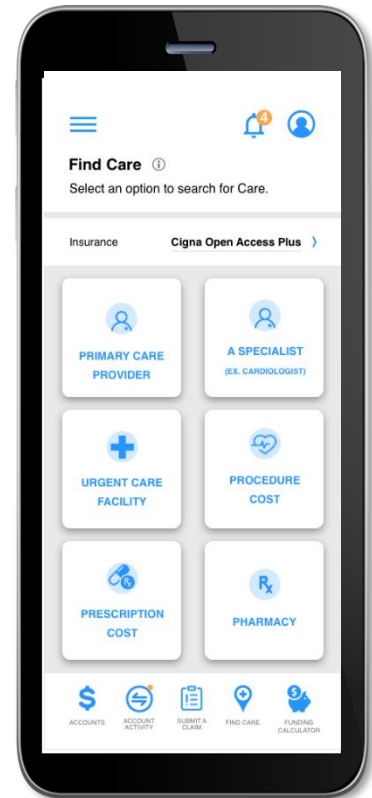 4
Find Care
Select an option to search for Care.
Insurance Cigna Open Access Plus
PRIMARY CARE
PROVIDER
A SPECIALIST
(EX. CARDIOLOGIST)
URGENT CARE
FACILITY
PROCEDURE
COST
PRESCRIPTION
COST
Rx
PHARMACY
ACCOUNTS
ACCOUNT
ACTIVITY
SUBMIT A
CLAIM
FIND CARE
FUNDING
CALCULATOR